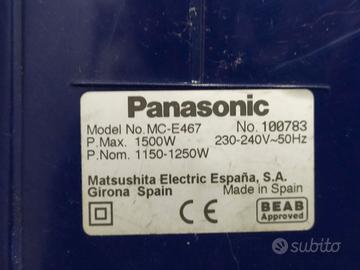 Panasonic
Model No. MC-E467 No. 100783
P. Max. 1500W 230-240V~50Hz
P. Nom. 1150-1250W
Matsushita Electric España, S.A.
Girona Spain Made in Spain
BEAB
Approved
subito